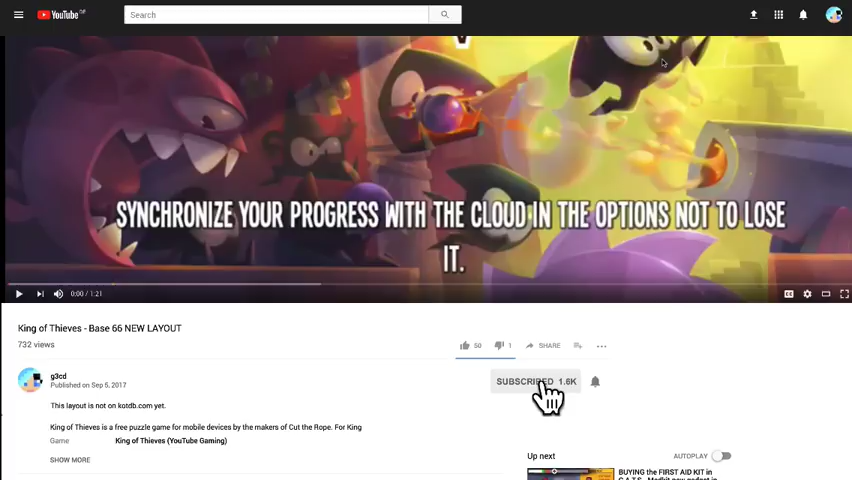 YouTube
Search
SYNCHRONIZE YOUR PROGRESS WITH THE CLOUD IN THE OPTIONS NOT TO LOSE
IT.
0:00 / 1:21
King of Thieves - Base 66 NEW LAYOUT
732 views
50
1
SHARE
g3cd
Published on Sep 5, 2017
SUBSCRIBED 1.6K
This layout is not on kotdb.com yet.
King of Thieves is a free puzzle game for mobile devices by the makers of Cut the Rope. For King
Game King of Thieves (YouTube Gaming)
SHOW MORE
Up next
AUTOPLAY
BUYING the FIRST AID KIT in